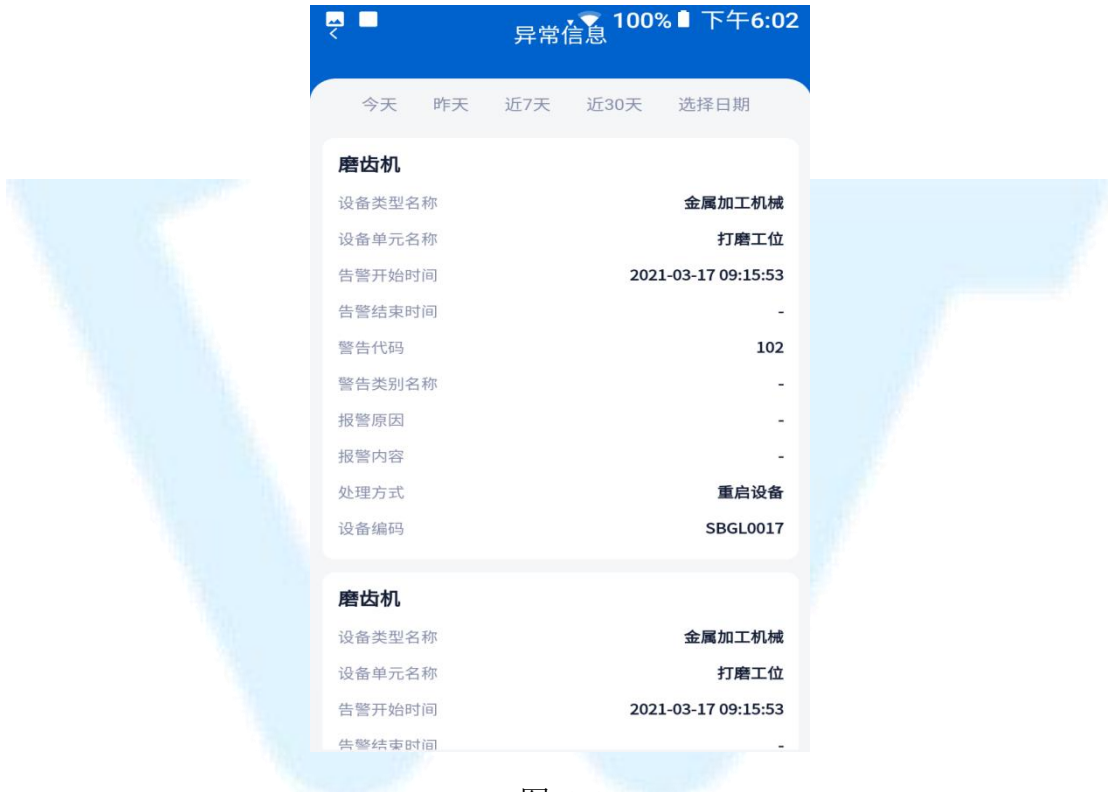 100% 下午6:02
异常信息
今天 昨天 近7天 近30天 选择日期
磨齿机
设备类型名称 金属加工机械
设备单元名称 打磨工位
告警开始时间 2021-03-17 09:15:53
告警结束时间 -
警告代码 102
警告类别名称 -
报警原因 -
报警内容 -
处理方式 重启设备
设备编码 SBGL0017
磨齿机
设备类型名称 金属加工机械
设备单元名称 打磨工位
告警开始时间 2021-03-17 09:15:53
告警结束时间 -